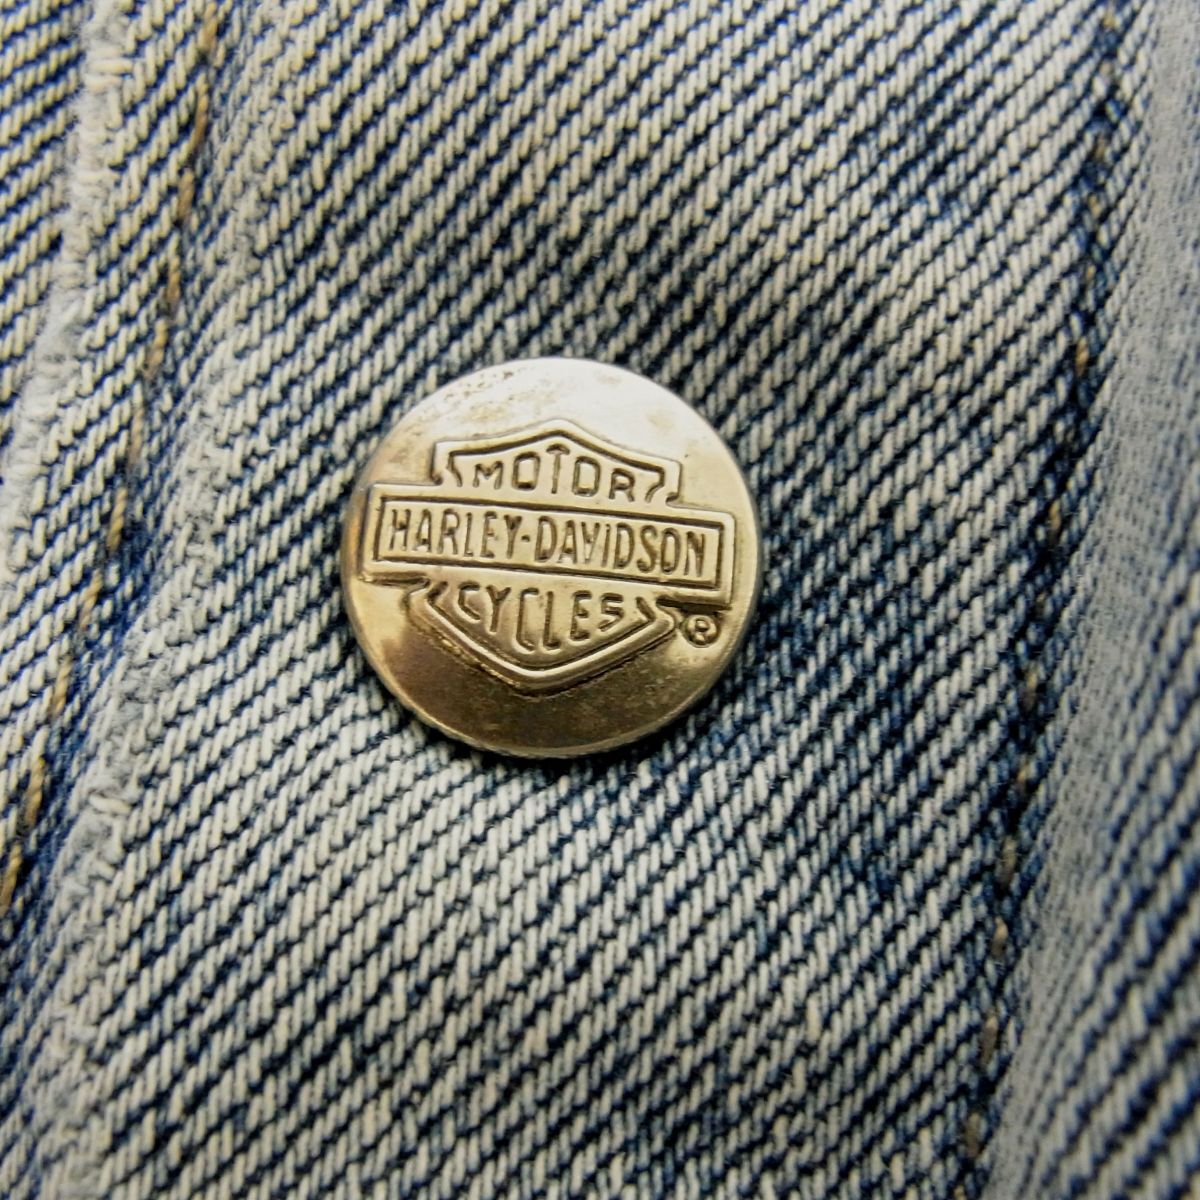 MOTOR
HARLEY-DAVIDSON
CYCLES
®